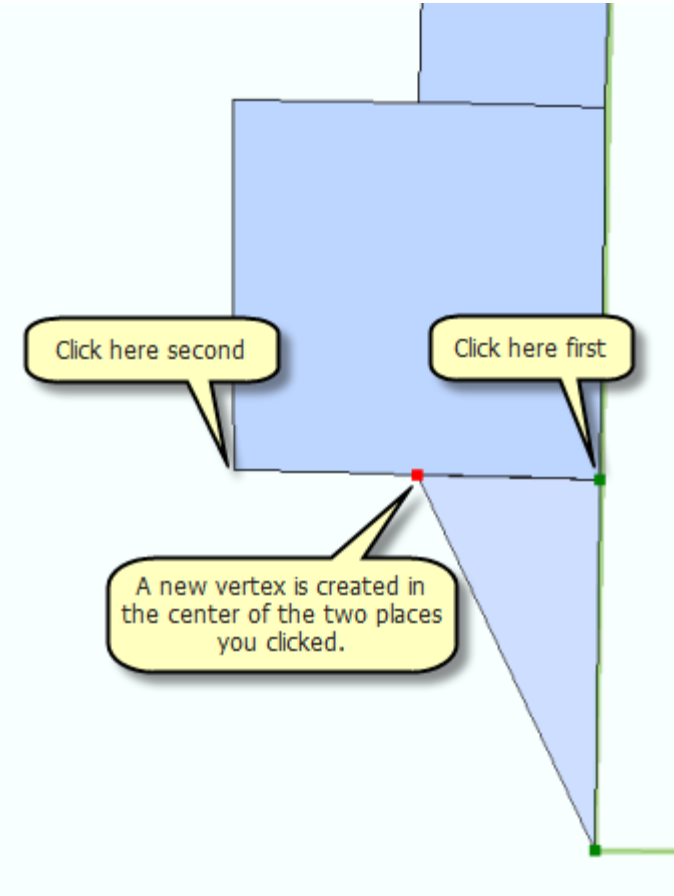 Click here second
Click here first
A new vertex is created in
the center of the two places
you clicked.